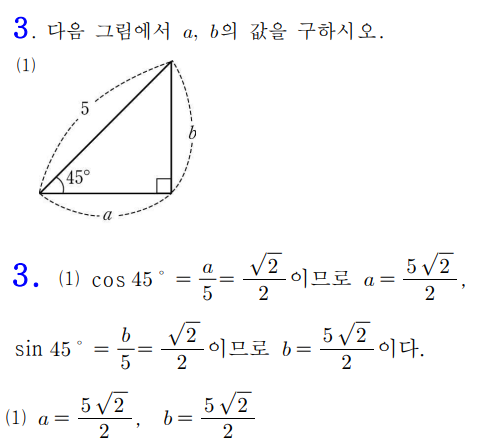 3. 다음 그림에서 a, b의 값을 구하시오.
(1)
5
b
45°
a
3. (1) cos 45° = a/5 = √2/2 이므로 a = 5√2/2,
sin 45° = b/5 = √2/2 이므로 b = 5√2/2 이다.
(1) a = 5√2/2, b = 5√2/2